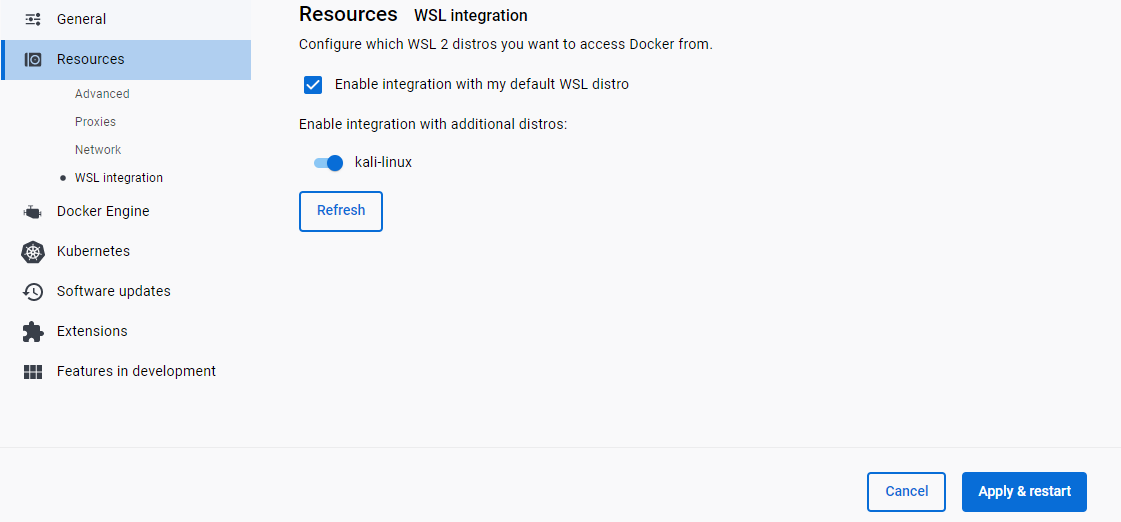 General
Resources
Advanced
Proxies
Network
WSL integration
Docker Engine
Kubernetes
Software updates
Extensions
Features in development
Resources WSL integration
Configure which WSL 2 distros you want to access Docker from.
Enable integration with my default WSL distro
Enable integration with additional distros:
kali-linux
Refresh
Cancel
Apply & restart